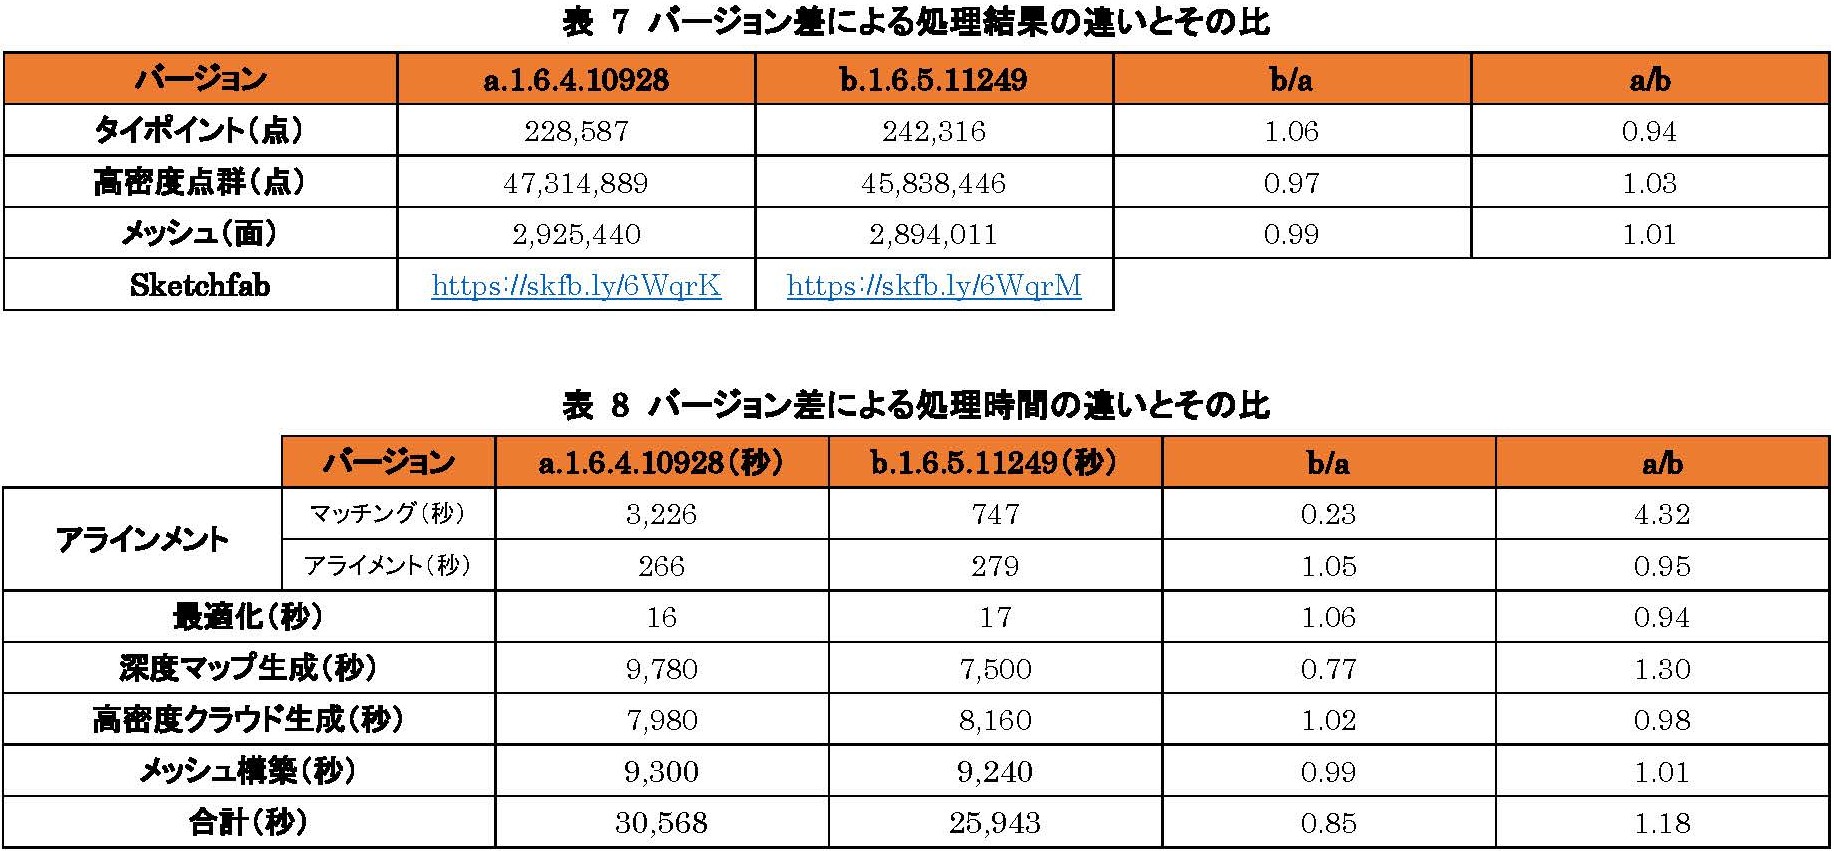 表 7 バージョン差による処理結果の違いとその比
バージョン a.1.6.4.10928 b.1.6.5.11249 b/a a/b
タイポイント(点) 228,587 242,316 1.06 0.94
高密度点群(点) 47,314,889 45,838,446 0.97 1.03
メッシュ(面) 2,925,440 2,894,011 0.99 1.01
Sketchfab https://skfb.ly/6WqrK https://skfb.ly/6WqrM
表 8 バージョン差による処理時間の違いとその比
バージョン a.1.6.4.10928(秒) b.1.6.5.11249(秒) b/a a/b
アラインメント マッチング(秒) 3,226 747 0.23 4.32
アライメント(秒) 266 279 1.05 0.95
最適化(秒) 16 17 1.06 0.94
深度マップ生成(秒) 9,780 7,500 0.77 1.30
高密度クラウド生成(秒) 7,980 8,160 1.02 0.98
メッシュ構築(秒) 9,300 9,240 0.99 1.01
合計(秒) 30,568 25,943 0.85 1.18